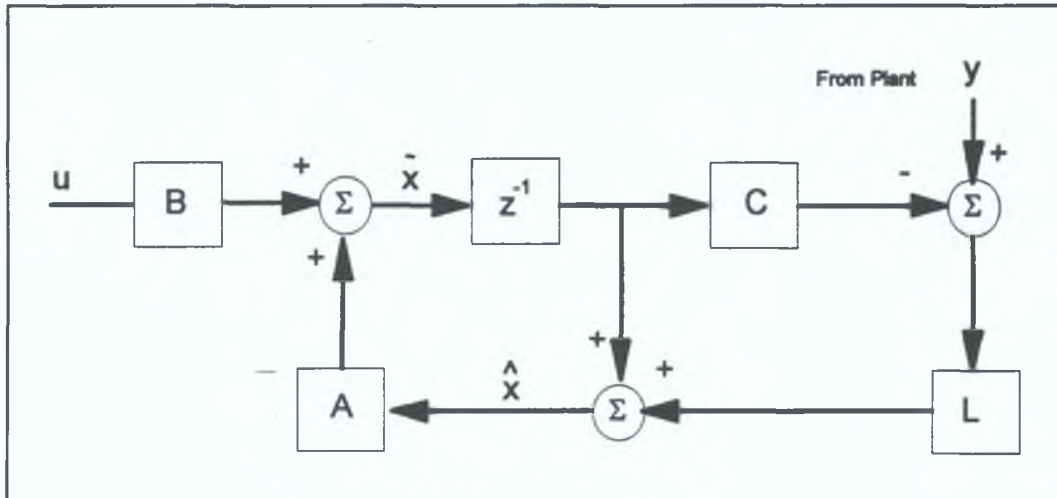 From Plant y
+
u B + Σ x̃ z⁻¹ C - Σ
+
+ +
A x̂ Σ L